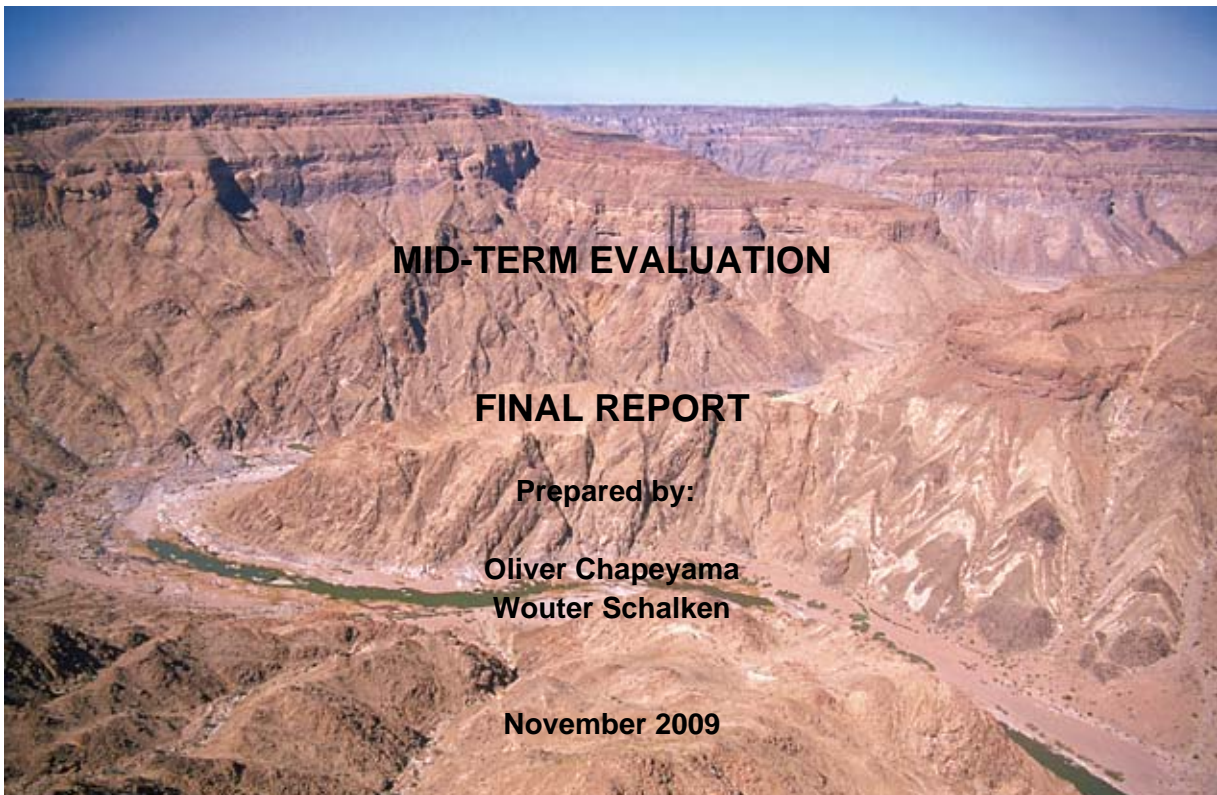 MID-TERM EVALUATION
FINAL REPORT
Prepared by:
Oliver Chapeyama
Wouter Schalken
November 2009